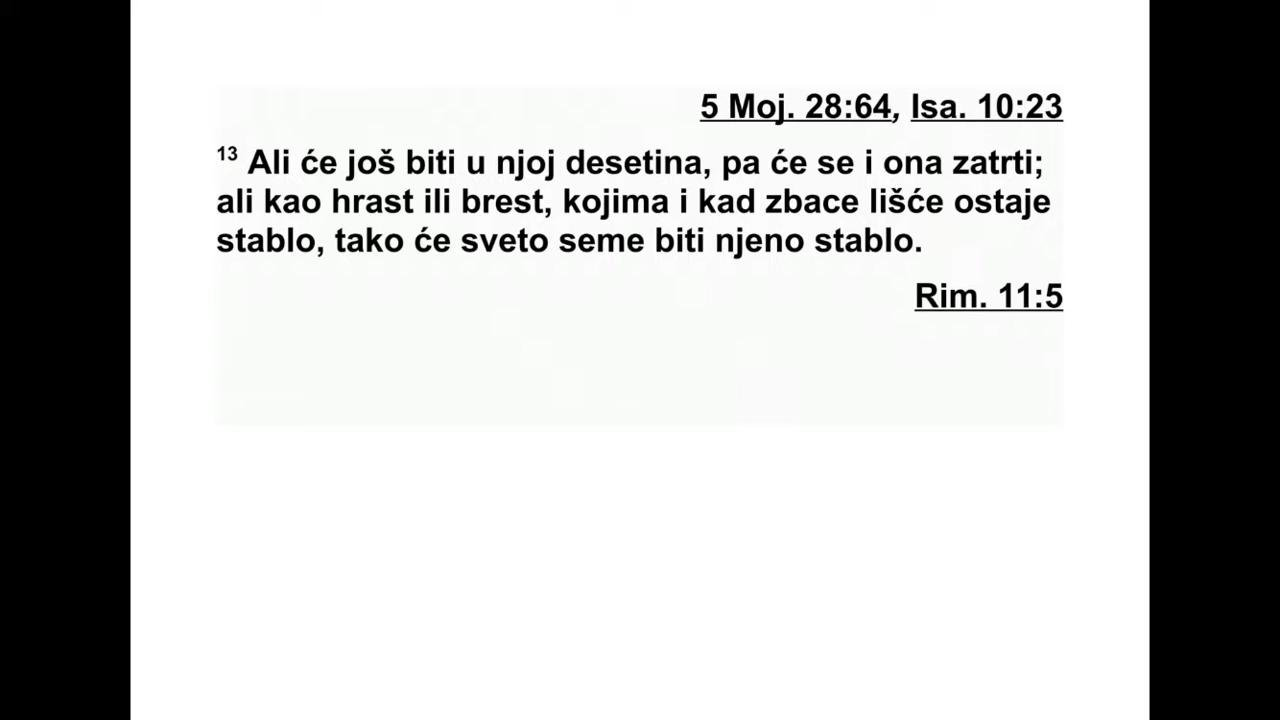 5 Moj. 28:64, Isa. 10:23
13 Ali će još biti u njoj desetina, pa će se i ona zatrti;
ali kao hrast ili brest, kojima i kad zbace lišće ostaje
stablo, tako će sveto seme biti njeno stablo.
Rim. 11:5